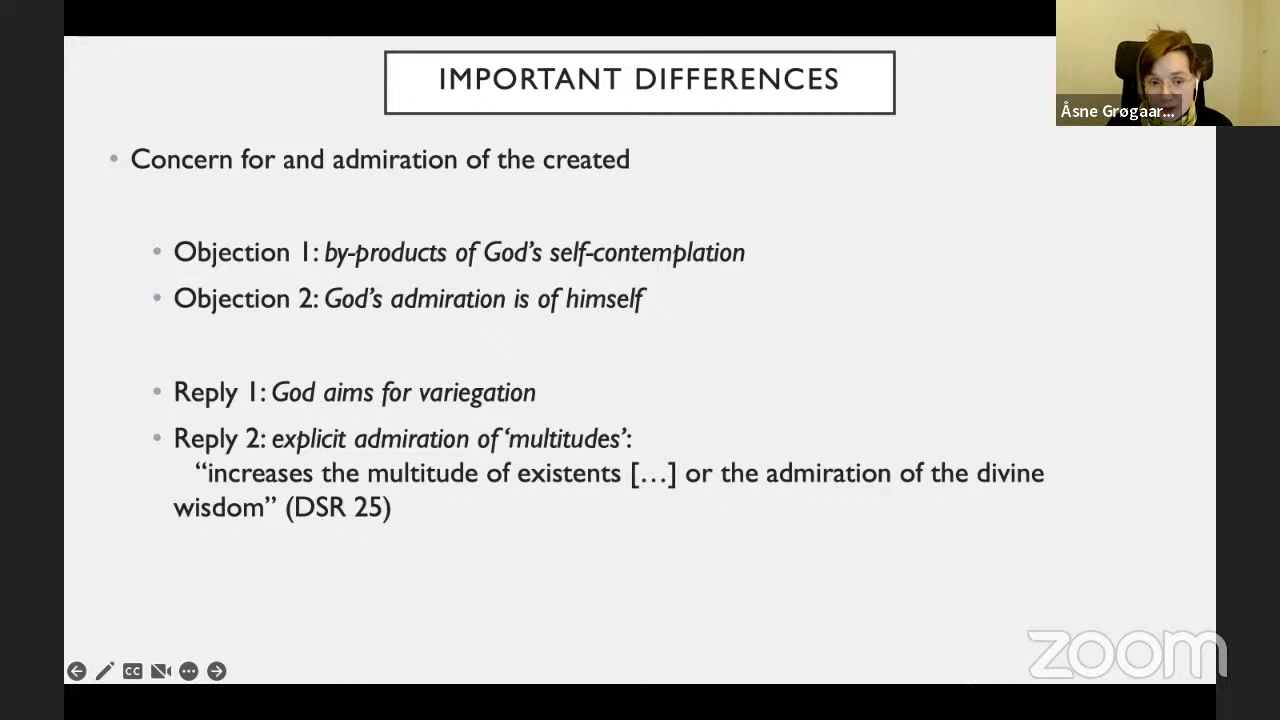 IMPORTANT DIFFERENCES
Åsne Grøgaar...
• Concern for and admiration of the created
• Objection 1: by-products of God’s self-contemplation
• Objection 2: God’s admiration is of himself
• Reply 1: God aims for variegation
• Reply 2: explicit admiration of ‘multitudes’:
“increases the multitude of existents […] or the admiration of the divine
wisdom” (DSR 25)
CC
zoom